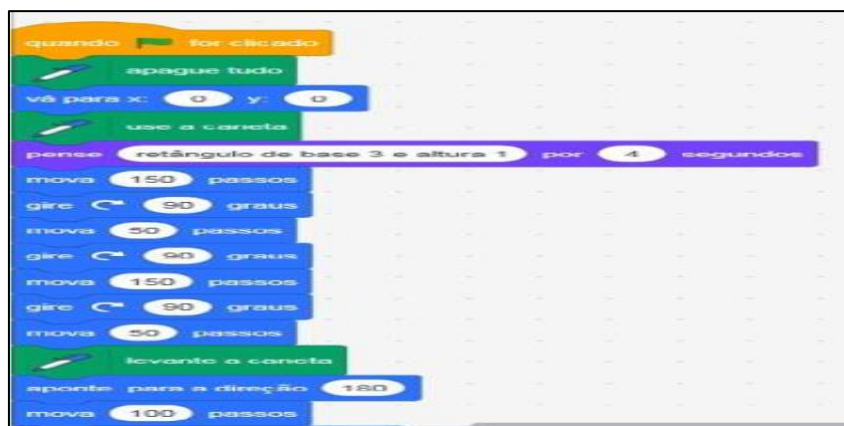 quando for clicado
apague tudo
vá para x: 0 y: 0
use a caneta
pense retângulo de base 3 e altura 1 por 4 segundos
mova 150 passos
gire 90 graus
mova 50 passos
gire 90 graus
mova 150 passos
gire 90 graus
mova 50 passos
levante a caneta
aponte para a direção 180
mova 100 passos